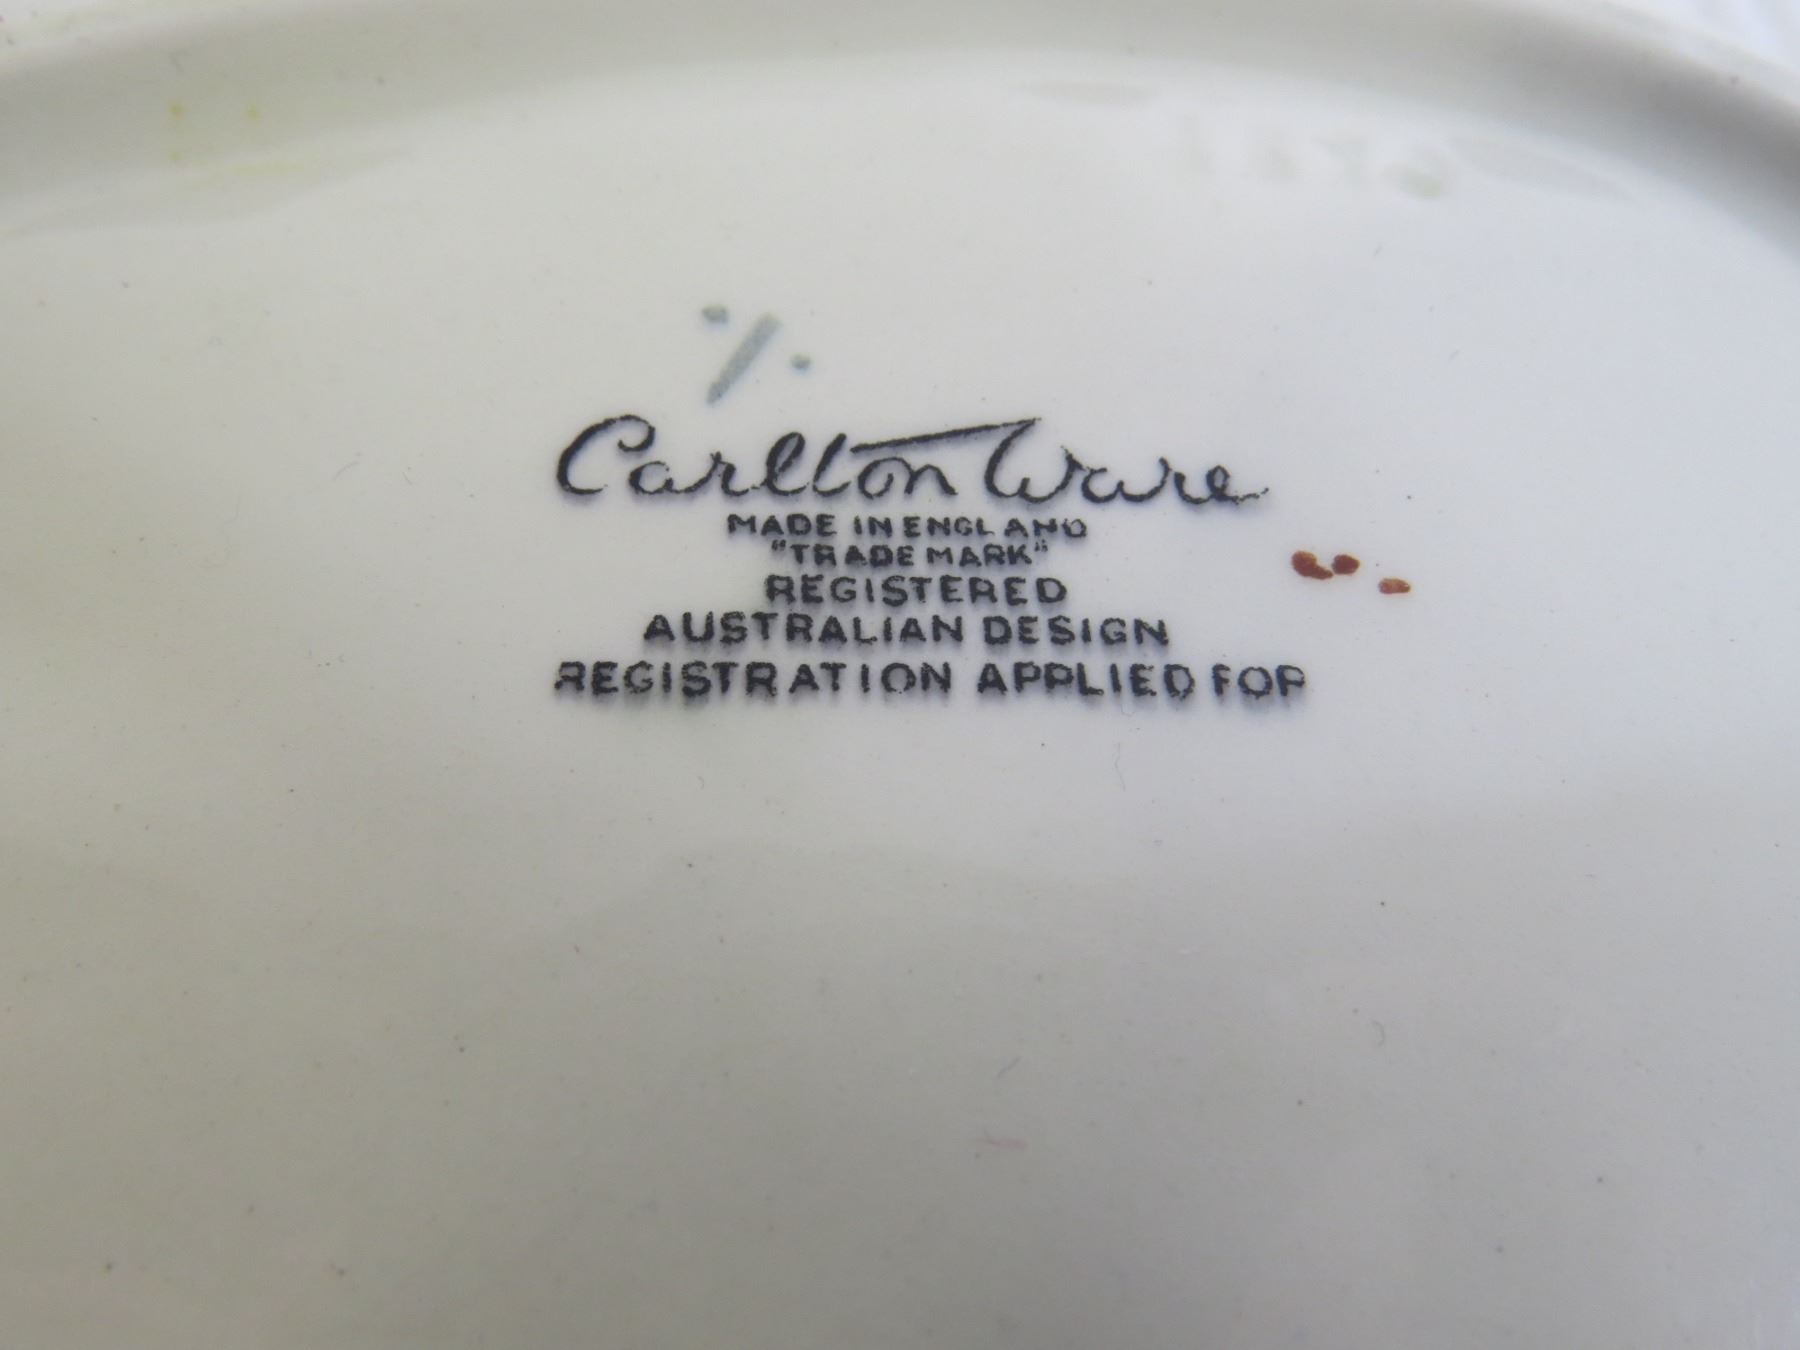 Carlton Ware
MADE IN ENGLAND
"TRADE MARK"
REGISTERED
AUSTRALIAN DESIGN
REGISTRATION APPLIED FOR